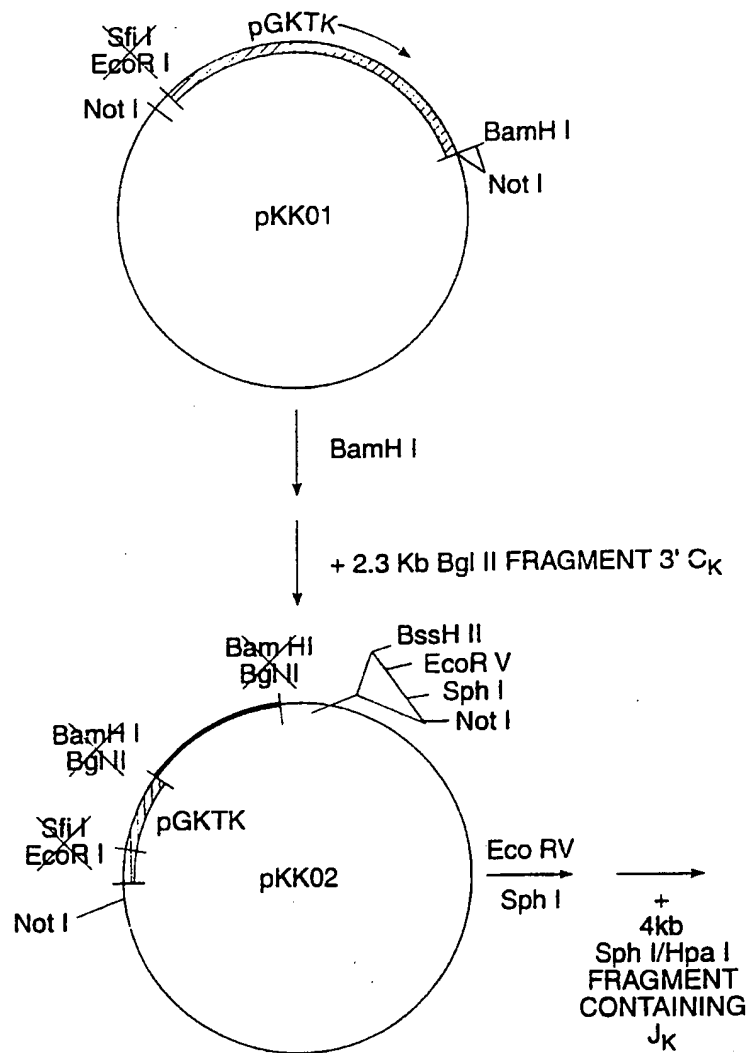 pGKTK
Sfi I
EcoR I
Not I
BamH I
Not I
pKK01
BamH I
+ 2.3 Kb Bgl II FRAGMENT 3' CK
Bam HI
Bgl II
BssH II
EcoR V
Sph I
Not I
BamH I
Bgl II
pGKTK
Sfi I
EcoR I
Not I
pKK02
Eco RV
Sph I
+
4kb
Sph I/Hpa I
FRAGMENT
CONTAINING
JK